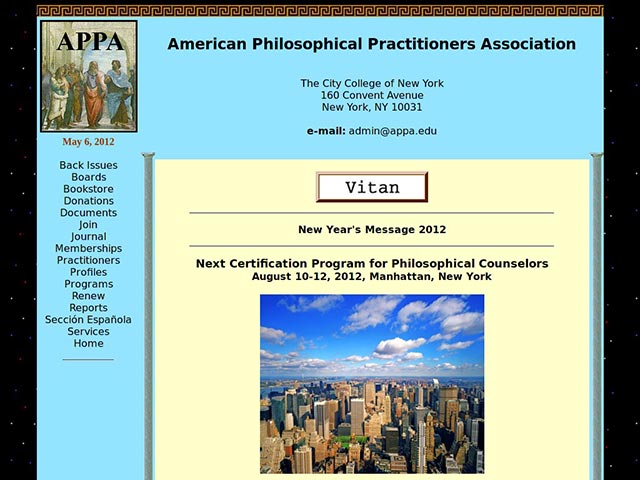 APPA
May 6, 2012
Back Issues
Boards
Bookstore
Donations
Documents
Join
Journal
Memberships
Practitioners
Profiles
Programs
Renew
Reports
Sección Española
Services
Home
American Philosophical Practitioners Association
The City College of New York
160 Convent Avenue
New York, NY 10031
e-mail: admin@appa.edu
Vitan
New Year's Message 2012
Next Certification Program for Philosophical Counselors
August 10-12, 2012, Manhattan, New York